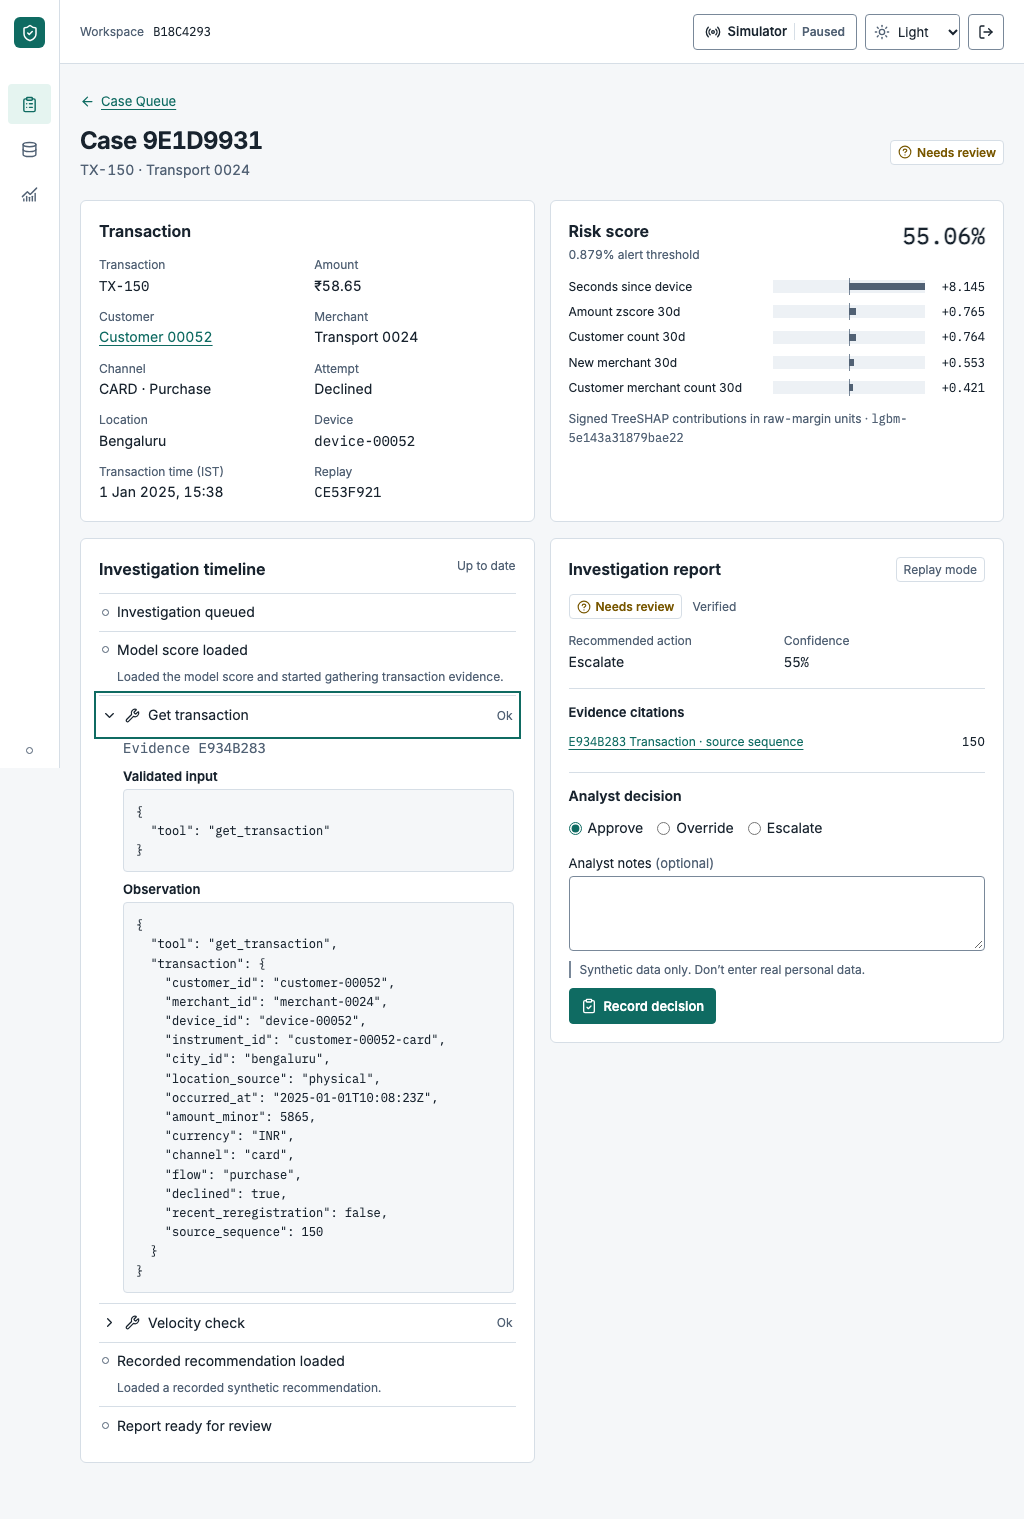 Workspace B18C4293
Simulator Paused
Light
Case Queue
Case 9E1D9931
TX-150 · Transport 0024
Needs review
Transaction
Transaction Amount
TX-150 ₹58.65
Customer Merchant
Customer 00052 Transport 0024
Channel Attempt
CARD · Purchase Declined
Location Device
Bengaluru device-00052
Transaction time (IST) Replay
1 Jan 2025, 15:38 CE53F921
Risk score 55.06%
0.879% alert threshold
Seconds since device +8.145
Amount zscore 30d +0.765
Customer count 30d +0.764
New merchant 30d +0.553
Customer merchant count 30d +0.421
Signed TreeSHAP contributions in raw-margin units · lgbm-
5e143a31879bae22
Investigation timeline Up to date
Investigation queued
Model score loaded
Loaded the model score and started gathering transaction evidence.
Get transaction Ok
Evidence E934B283
Validated input
{
"tool": "get_transaction"
}
Observation
{
"tool": "get_transaction",
"transaction": {
"customer_id": "customer-00052",
"merchant_id": "merchant-0024",
"device_id": "device-00052",
"instrument_id": "customer-00052-card",
"city_id": "bengaluru",
"location_source": "physical",
"occurred_at": "2025-01-01T10:08:23Z",
"amount_minor": 5865,
"currency": "INR",
"channel": "card",
"flow": "purchase",
"declined": true,
"recent_reregistration": false,
"source_sequence": 150
}
}
Velocity check Ok
Recorded recommendation loaded
Loaded a recorded synthetic recommendation.
Report ready for review
Investigation report Replay mode
Needs review Verified
Recommended action Confidence
Escalate 55%
Evidence citations
E934B283 Transaction · source sequence 150
Analyst decision
Approve Override Escalate
Analyst notes (optional)
Synthetic data only. Don’t enter real personal data.
Record decision